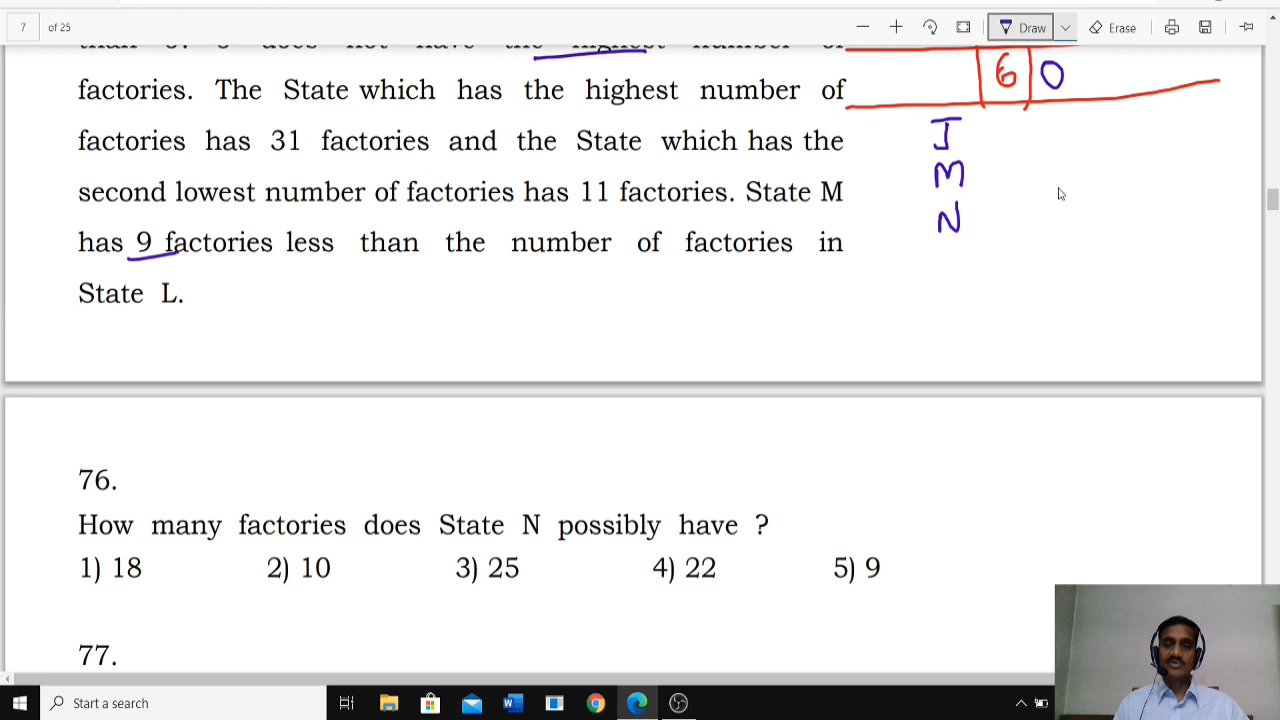 7 of 25
Draw
Erase
factories. The State which has the highest number of
6 0
factories has 31 factories and the State which has the
J
second lowest number of factories has 11 factories. State M
M
has 9 factories less than the number of factories in
N
State L.
76.
How many factories does State N possibly have ?
1) 18 2) 10 3) 25 4) 22 5) 9
77.
Start a search